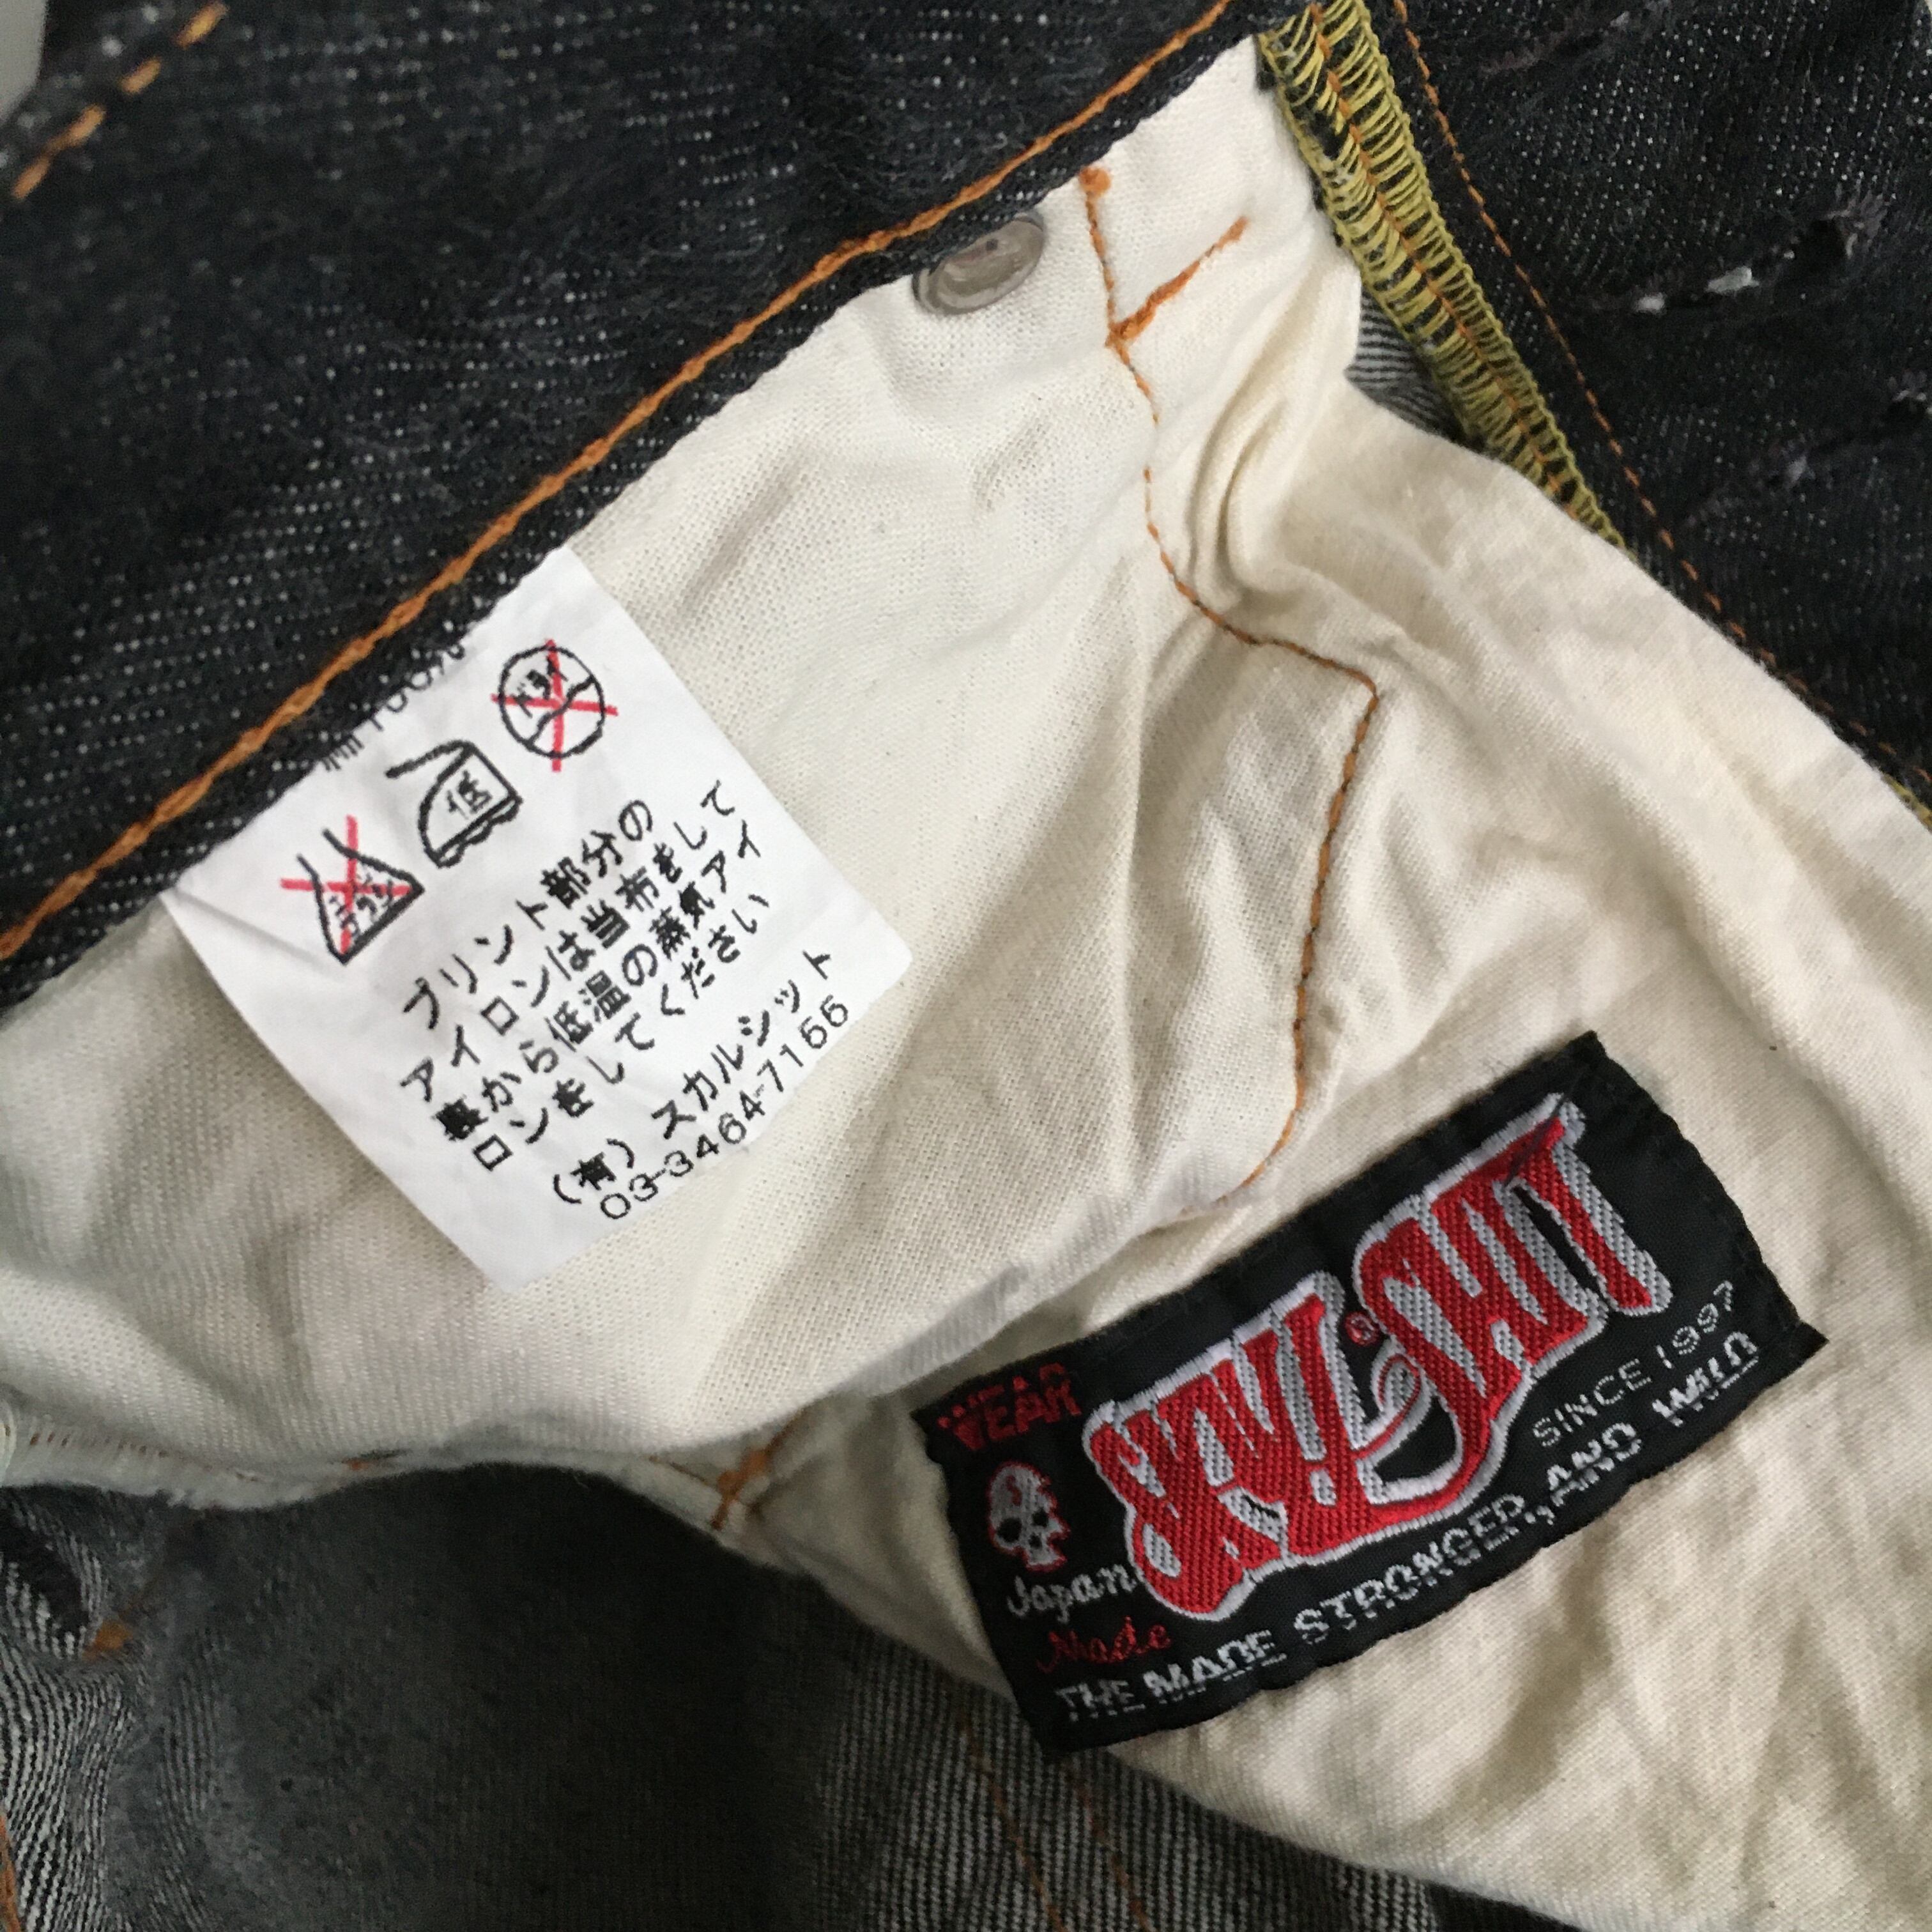 綿 100%
低
プリント部分の
アイロンは当布をして
裏から低温の蒸気アイ
ロンをしてください
(有) スカルシット
03-3464-7166
WEAR
SKULL SHIT
®
SINCE 1997
Japan
Made
THE MADE STRONGER, AND WILD